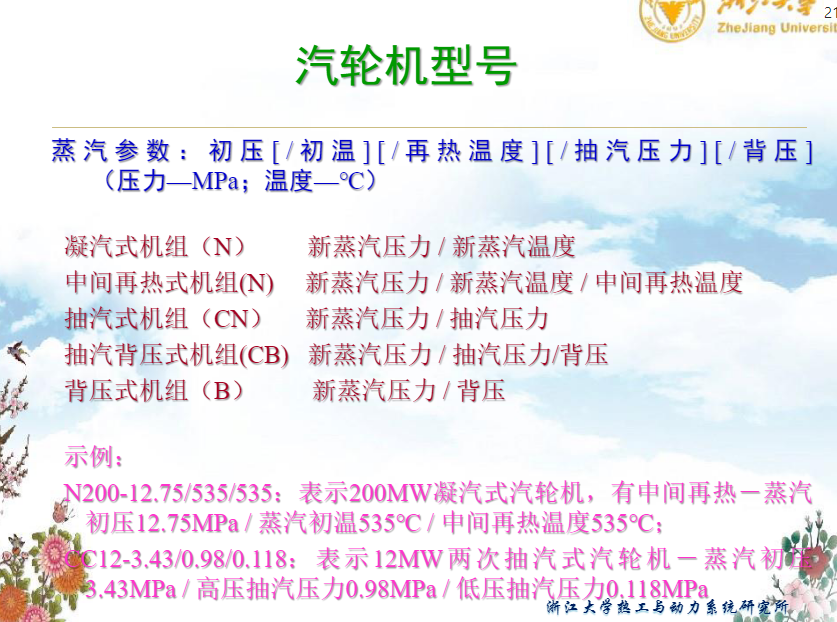 21
ZheJiang Universit
汽轮机型号
蒸汽参数：初压[/初温][/再热温度][/抽汽压力][/背压]
（压力—MPa；温度—℃）
凝汽式机组（N） 新蒸汽压力 / 新蒸汽温度
中间再热式机组(N) 新蒸汽压力 / 新蒸汽温度 / 中间再热温度
抽汽式机组（CN） 新蒸汽压力 / 抽汽压力
抽汽背压式机组(CB) 新蒸汽压力 / 抽汽压力/背压
背压式机组（B） 新蒸汽压力 / 背压
示例：
N200-12.75/535/535：表示200MW凝汽式汽轮机，有中间再热－蒸汽
初压12.75MPa / 蒸汽初温535℃ / 中间再热温度535℃；
CC12-3.43/0.98/0.118：表示12MW两次抽汽式汽轮机－蒸汽初压
3.43MPa / 高压抽汽压力0.98MPa / 低压抽汽压力0.118MPa
浙江大学热工与动力系统研究所